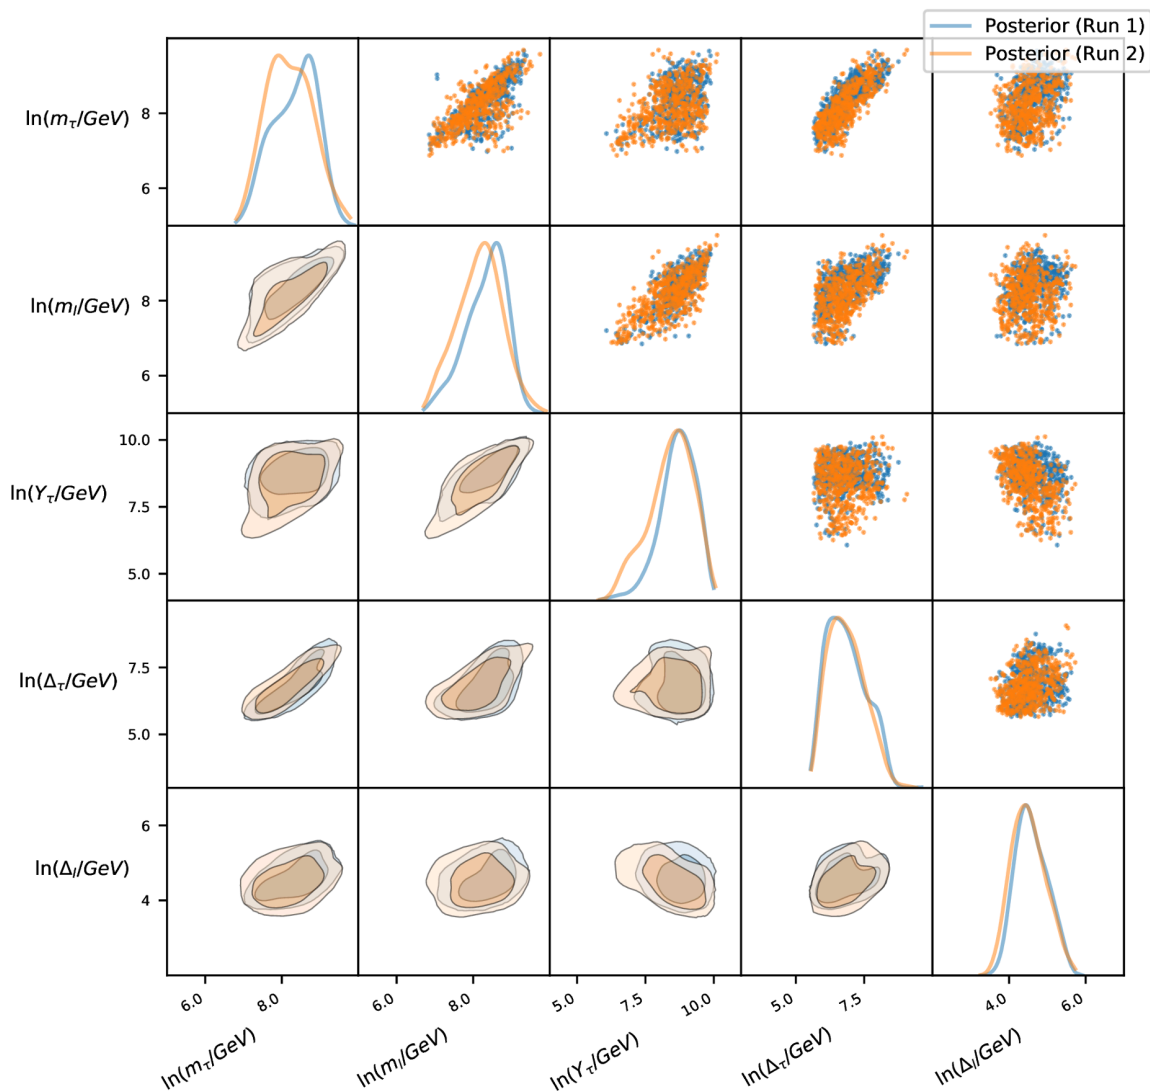 Posterior (Run 1)
Posterior (Run 2)
ln(m_τ/GeV)
8
6
ln(m_l/GeV)
8
6
ln(Y_τ/GeV)
10.0
7.5
5.0
ln(Δ_τ/GeV)
7.5
5.0
ln(Δ_l/GeV)
6
4
6.0 8.0 6.0 8.0 5.0 7.5 10.0 5.0 7.5 4.0 6.0
ln(m_τ/GeV) ln(m_l/GeV) ln(Y_τ/GeV) ln(Δ_τ/GeV) ln(Δ_l/GeV)